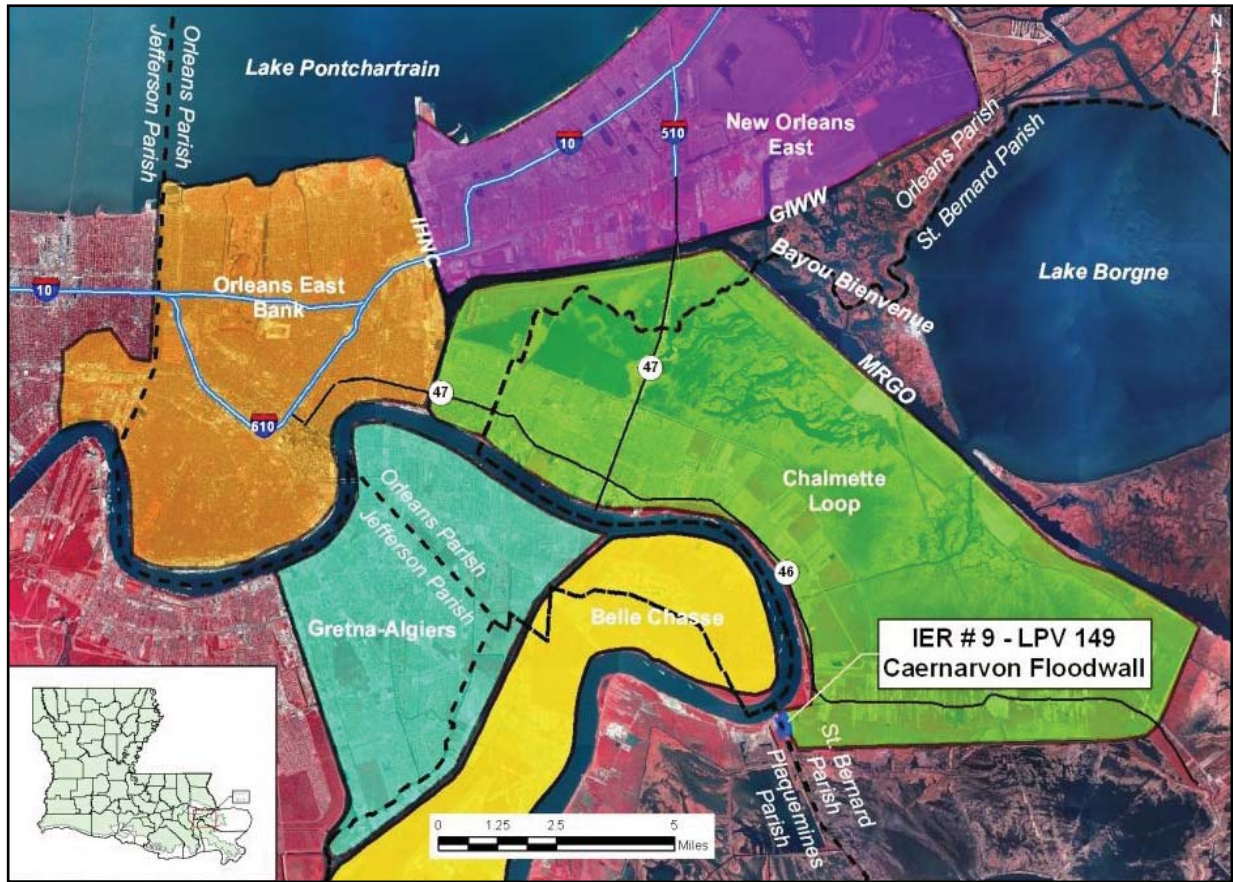 N
Orleans Parish
Jefferson Parish
Lake Pontchartrain
10
510
New Orleans
East
Orleans Parish
St. Bernard Parish
GIWW
IHNC
Bayou Bienvenue
Lake Borgne
10
Orleans East
Bank
MRGO
47
47
610
Chalmette
Loop
Orleans Parish
Jefferson Parish
46
Gretna-Algiers
Belle Chasse
IER # 9 - LPV 149
Caernarvon Floodwall
St. Bernard
Parish
Plaquemines
Parish
0 1.25 2.5 5
Miles